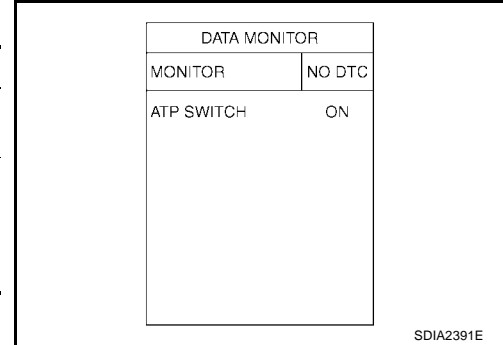 DATA MONITOR
MONITOR NO DTC
ATP SWITCH ON
SDIA2391E